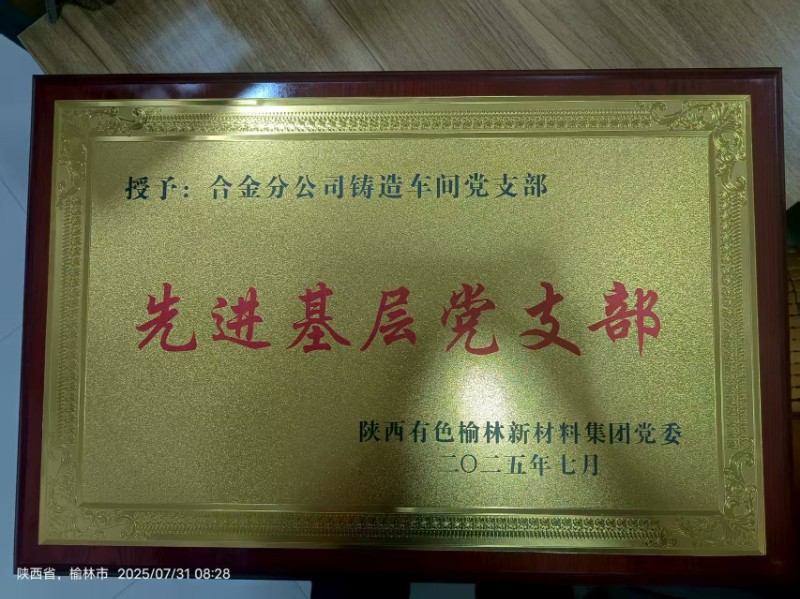 授予：合金分公司铸造车间党支部
先进基层党支部
陕西有色榆林新材料集团党委
二〇二五年七月
陕西省，榆林市 2025/07/31 08:28